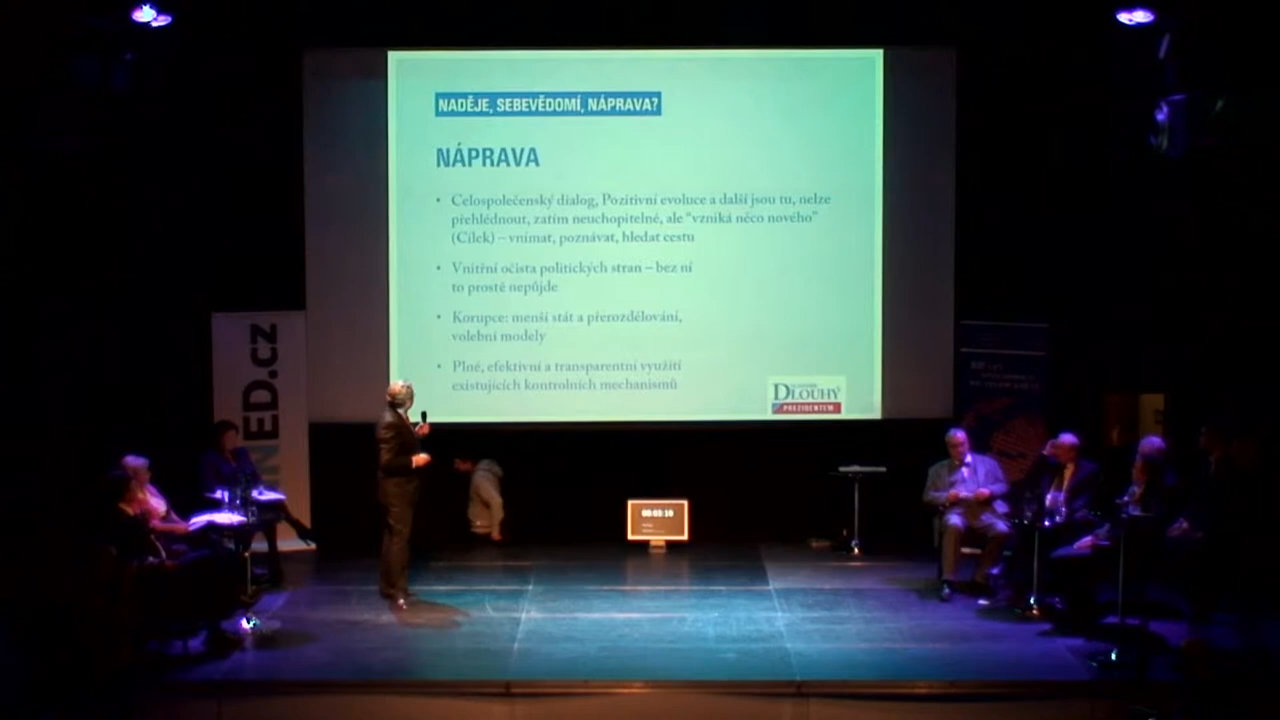 NADĚJE, SEBEVĚDOMÍ, NÁPRAVA?
NÁPRAVA
• Celospolečenský dialog, Pozitivní evoluce a další jsou tu, nelze
přehlédnout, zatím neuchopitelné, ale "vzniká něco nového"
(Cílek) – vnímat, poznávat, hledat cestu
• Vnitřní očista politických stran – bez ní
to prostě nepůjde
• Korupce: menší stát a přerozdělování,
volební modely
• Plné, efektivní a transparentní využití
existujících kontrolních mechanismů
DLOUHÝ
PREZIDENTEM
ED.cz